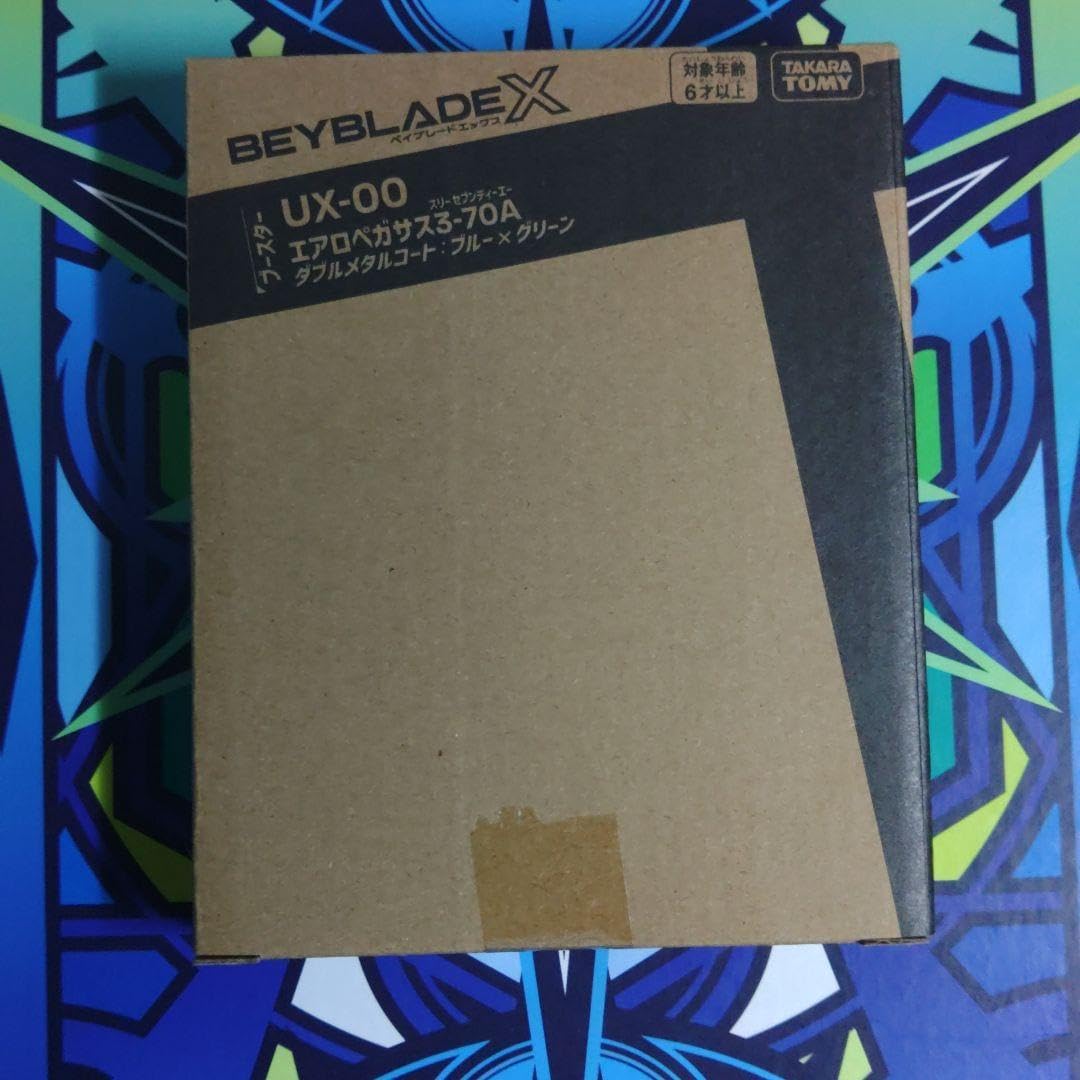 BEYBLADE X
ベイブレードエックス
対象年齢
6才以上
TAKARA
TOMY
ブースター
UX-00
スリーセブンティーエー
エアロペガサス3-70A
ダブルメタルコート:ブルー×グリーン